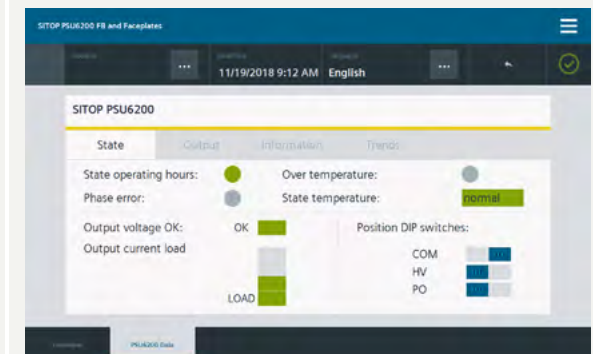 SITOP PSU6200 FB and Faceplates
11/19/2018 9:12 AM English
SITOP PSU6200
State Output Information Trends
State operating hours: Over temperature:
Phase error: State temperature: normal
Output voltage OK: OK Position DIP switches:
Output current load COM
HV
LOAD PO
PSU6200 Data